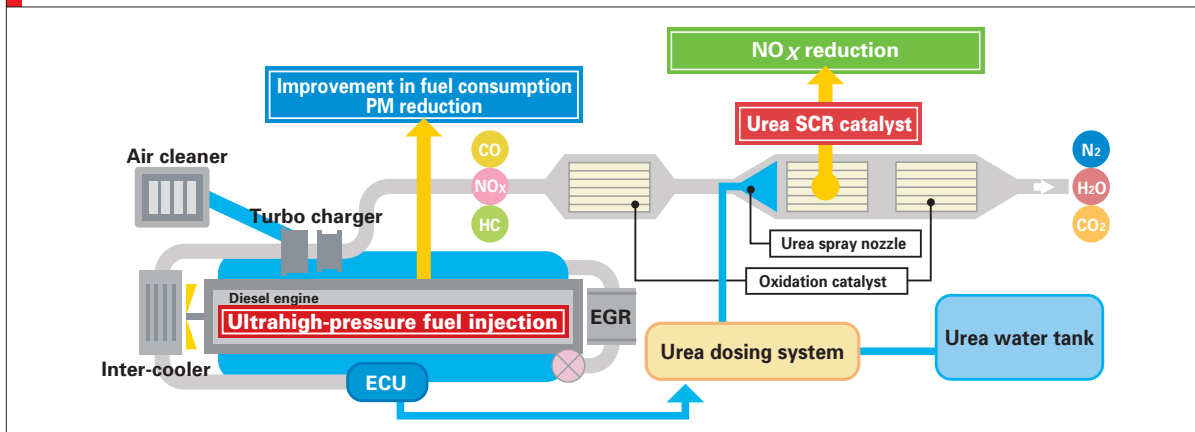 NOX reduction
Improvement in fuel consumption
PM reduction
Urea SCR catalyst
Air cleaner
CO
N2
NOX
H2O
Turbo charger
HC
CO2
Urea spray nozzle
Oxidation catalyst
Diesel engine
Ultrahigh-pressure fuel injection
EGR
Urea dosing system
Urea water tank
Inter-cooler
ECU